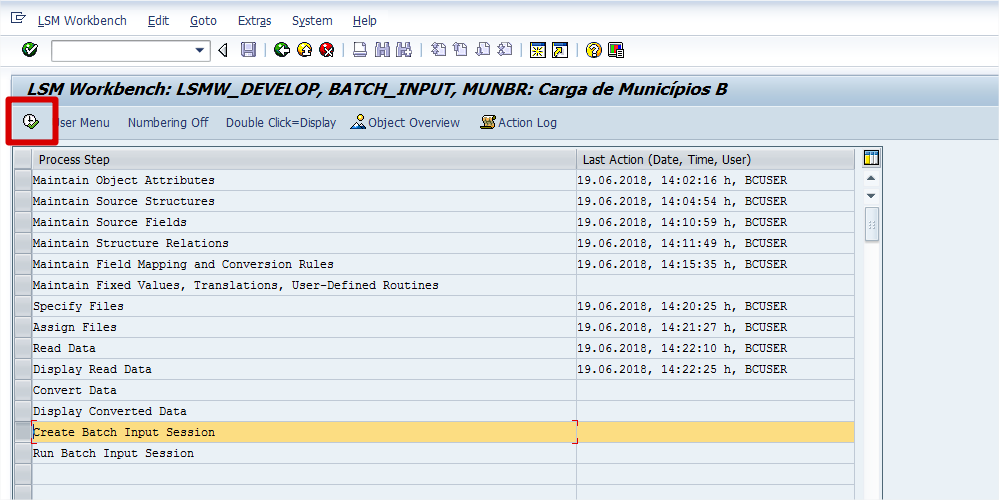 LSM Workbench Edit Goto Extras System Help
LSM Workbench: LSMW_DEVELOP, BATCH_INPUT, MUNBR: Carga de Municípios B
User Menu Numbering Off Double Click=Display Object Overview Action Log
Process Step Last Action (Date, Time, User)
Maintain Object Attributes 19.06.2018, 14:02:16 h, BCUSER
Maintain Source Structures 19.06.2018, 14:04:54 h, BCUSER
Maintain Source Fields 19.06.2018, 14:10:59 h, BCUSER
Maintain Structure Relations 19.06.2018, 14:11:49 h, BCUSER
Maintain Field Mapping and Conversion Rules 19.06.2018, 14:15:35 h, BCUSER
Maintain Fixed Values, Translations, User-Defined Routines
Specify Files 19.06.2018, 14:20:25 h, BCUSER
Assign Files 19.06.2018, 14:21:27 h, BCUSER
Read Data 19.06.2018, 14:22:10 h, BCUSER
Display Read Data 19.06.2018, 14:22:25 h, BCUSER
Convert Data
Display Converted Data
Create Batch Input Session
Run Batch Input Session